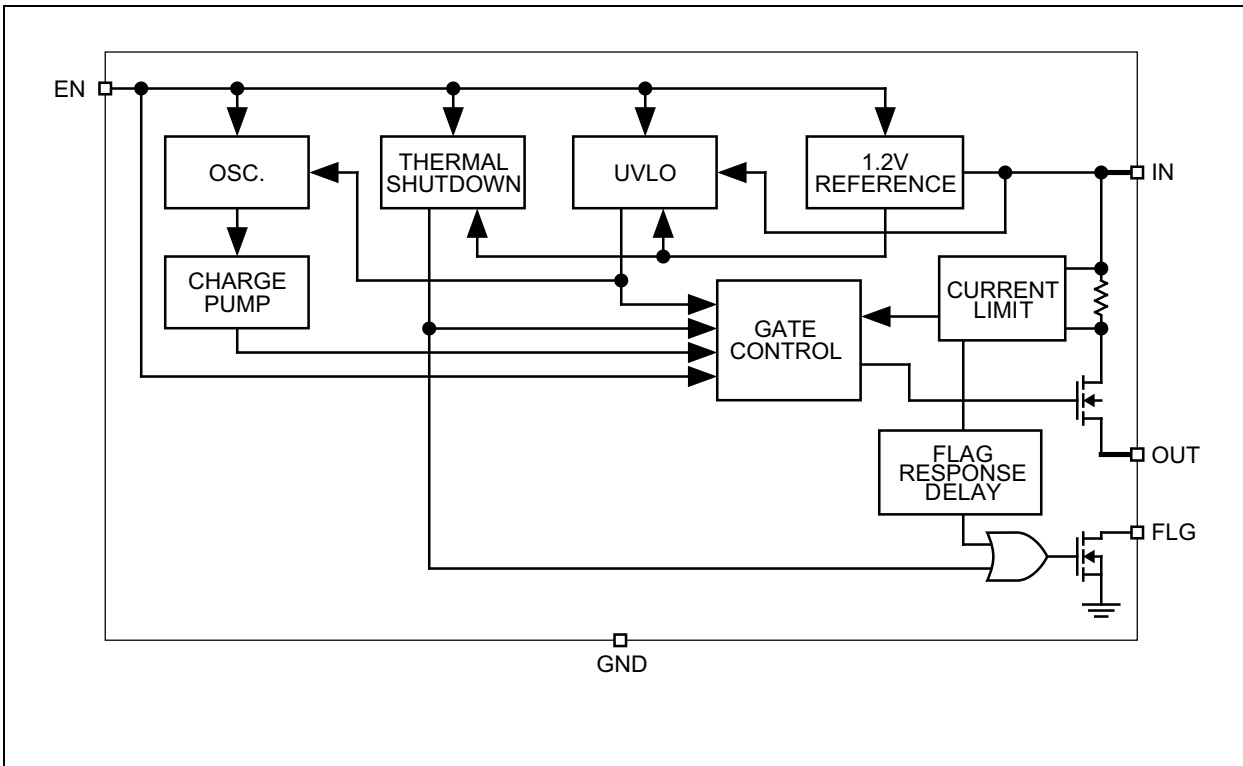 EN
OSC.
THERMAL
SHUTDOWN
UVLO
1.2V
REFERENCE
IN
CHARGE
PUMP
GATE
CONTROL
CURRENT
LIMIT
FLAG
RESPONSE
DELAY
OUT
FLG
GND